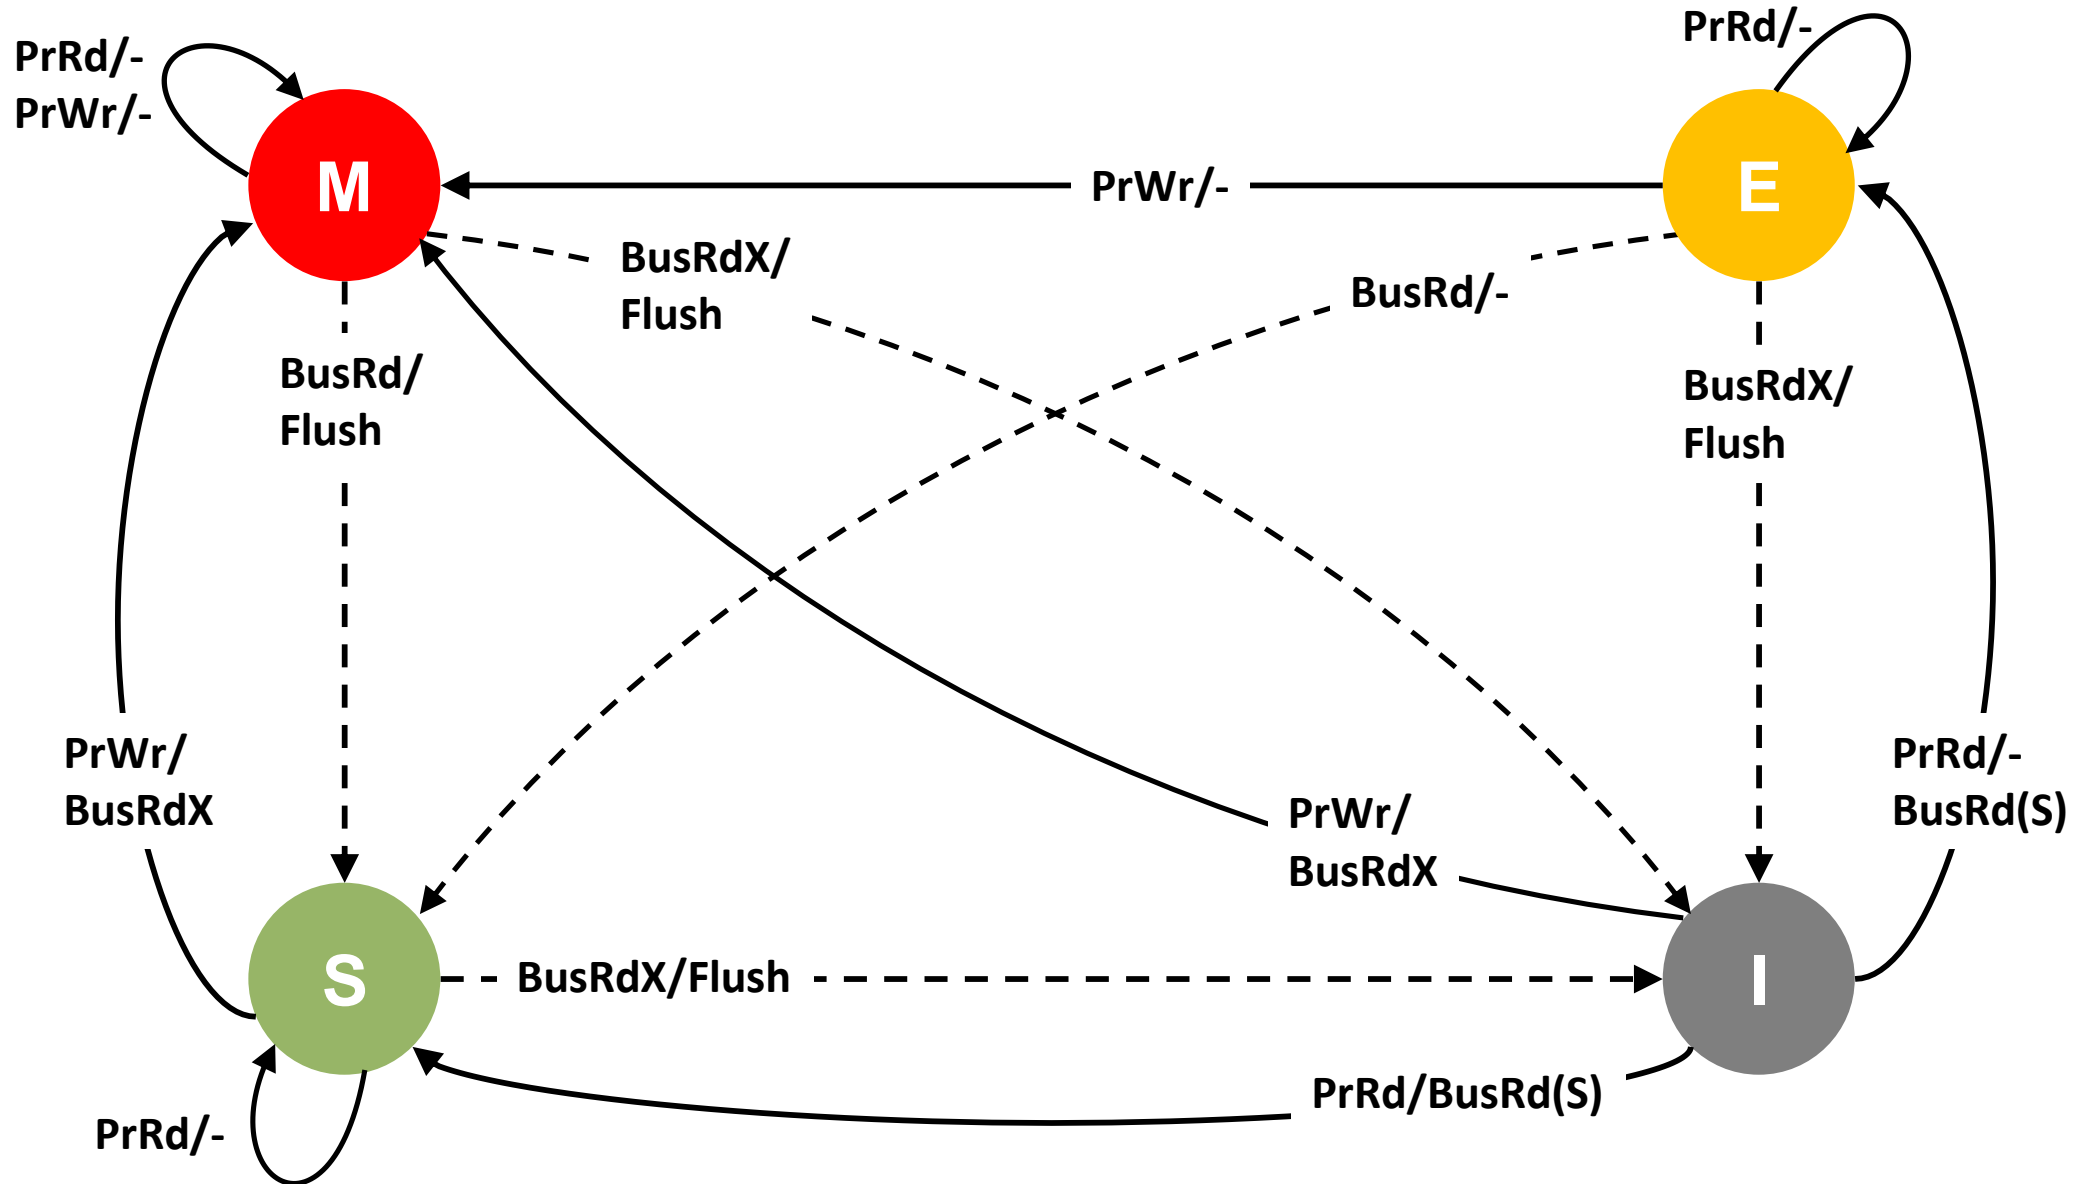 PrRd/-
PrWr/-
PrRd/-
M
PrWr/-
E
BusRdX/
Flush
BusRd/-
BusRd/
Flush
BusRdX/
Flush
PrWr/
BusRdX
PrWr/
BusRdX
PrRd/-
BusRd(S)
S
BusRdX/Flush
I
PrRd/BusRd(S)
PrRd/-